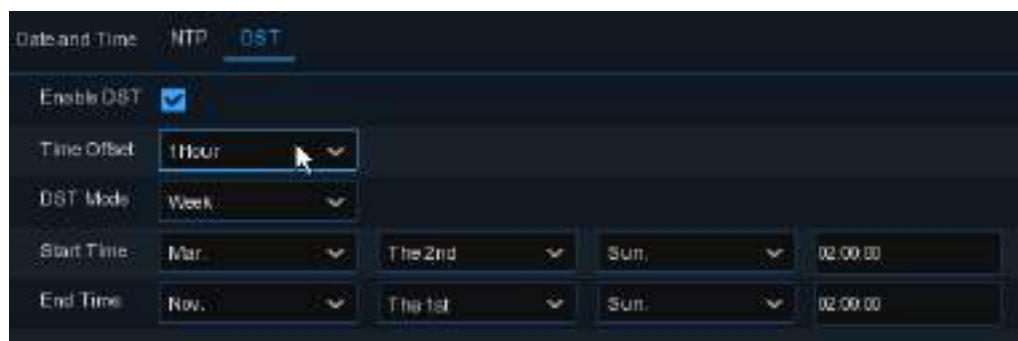 Date and Time NTP DST
Enable DST
Time Offset 1Hour
DST Mode Week
Start Time Mar. The 2nd Sun. 02:00:00
End Time Nov. The 1st Sun. 02:00:00